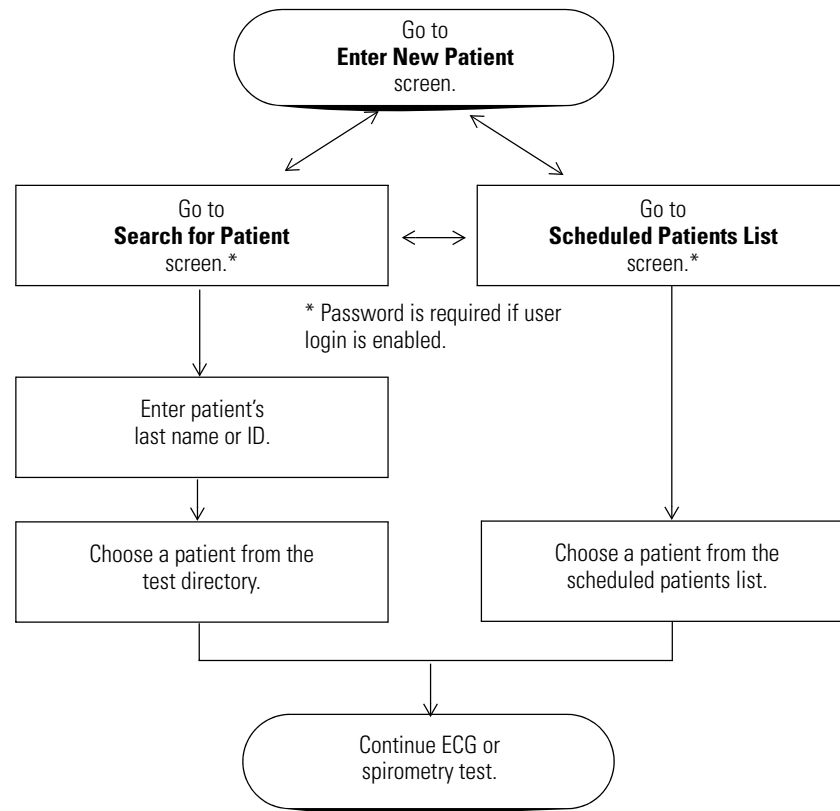 Go to
Enter New Patient
screen.
Go to
Search for Patient
screen.*
Go to
Scheduled Patients List
screen.*
* Password is required if user
login is enabled.
Enter patient's
last name or ID.
Choose a patient from the
test directory.
Choose a patient from the
scheduled patients list.
Continue ECG or
spirometry test.